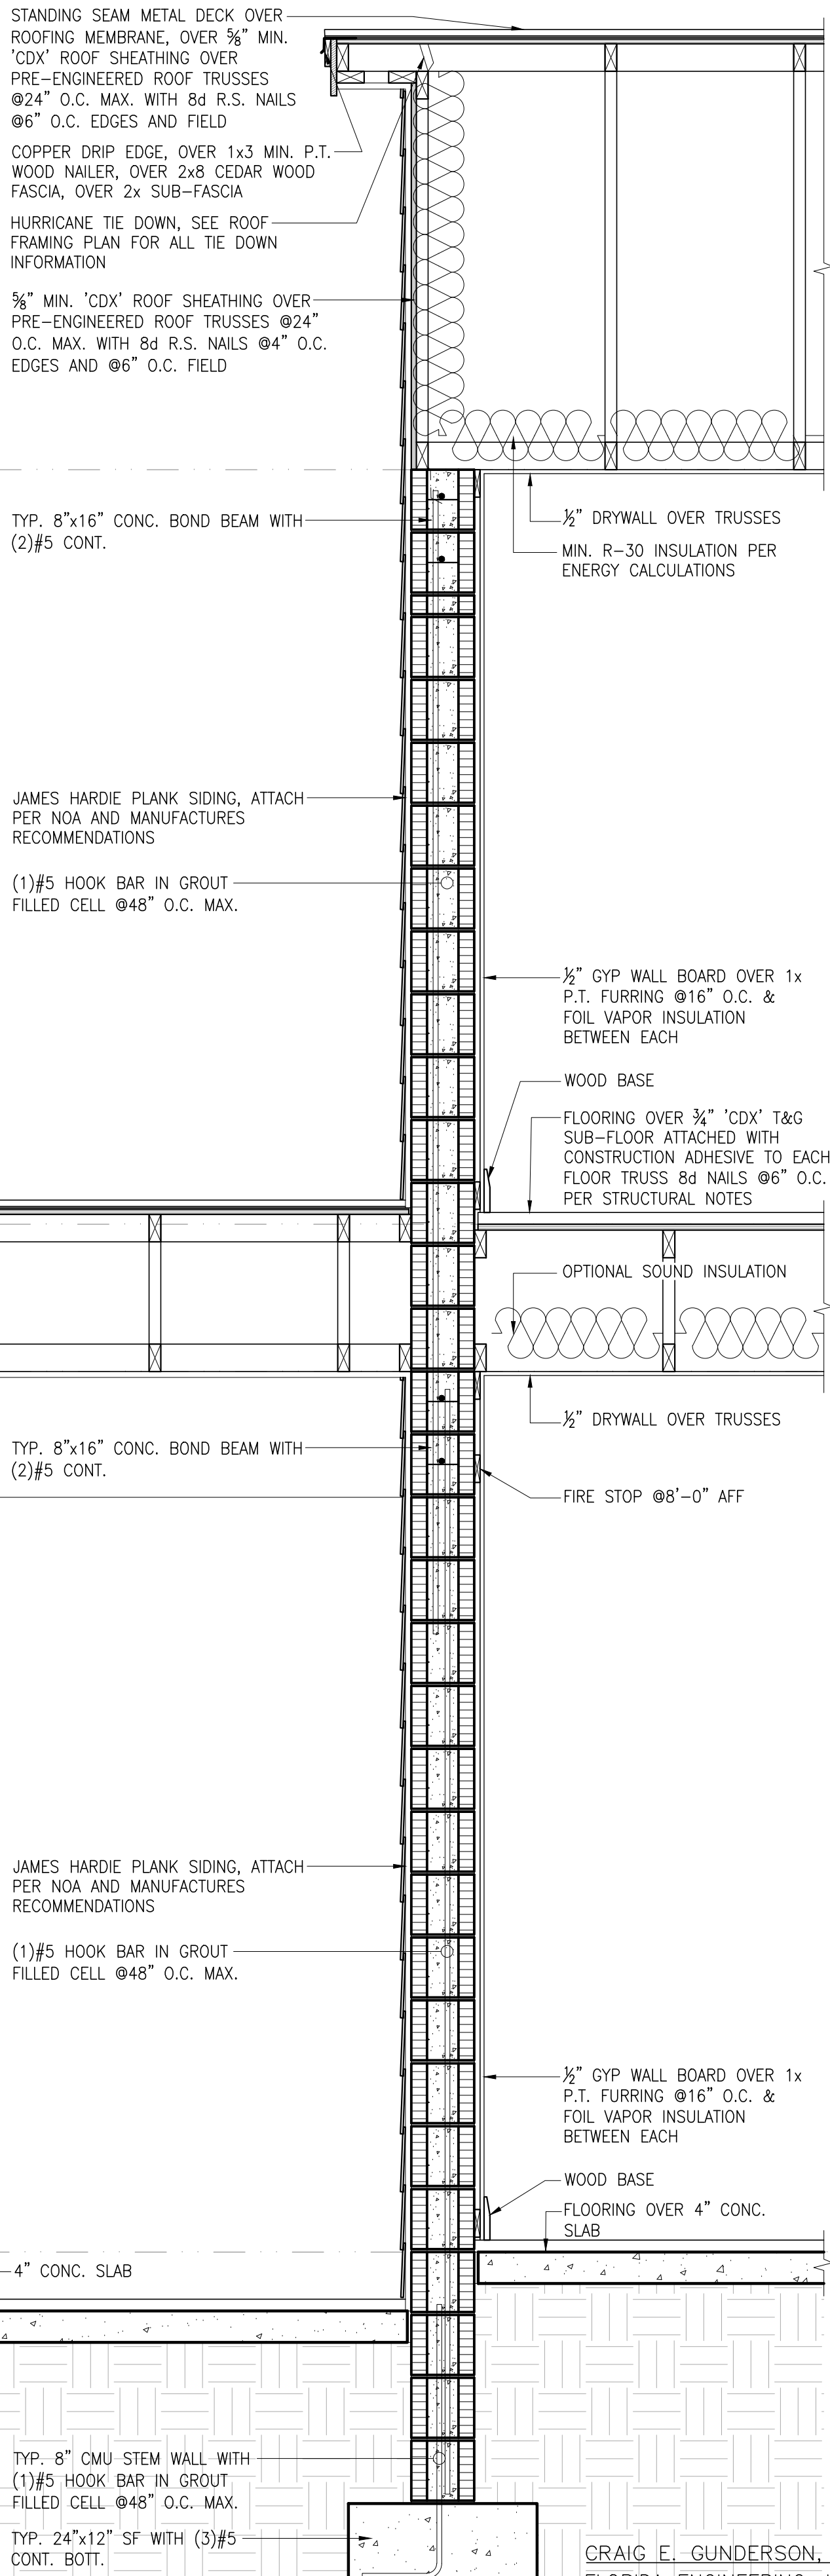 STANDING SEAM METAL DECK OVER
ROOFING MEMBRANE, OVER ⅝" MIN.
'CDX' ROOF SHEATHING OVER
PRE-ENGINEERED ROOF TRUSSES
@24" O.C. MAX. WITH 8d R.S. NAILS
@6" O.C. EDGES AND FIELD
COPPER DRIP EDGE, OVER 1x3 MIN. P.T.
WOOD NAILER, OVER 2x8 CEDAR WOOD
FASCIA, OVER 2x SUB-FASCIA
HURRICANE TIE DOWN, SEE ROOF
FRAMING PLAN FOR ALL TIE DOWN
INFORMATION
⅝" MIN. 'CDX' ROOF SHEATHING OVER
PRE-ENGINEERED ROOF TRUSSES @24"
O.C. MAX. WITH 8d R.S. NAILS @4" O.C.
EDGES AND @6" O.C. FIELD
TYP. 8"x16" CONC. BOND BEAM WITH
(2)#5 CONT.
½" DRYWALL OVER TRUSSES
MIN. R-30 INSULATION PER
ENERGY CALCULATIONS
JAMES HARDIE PLANK SIDING, ATTACH
PER NOA AND MANUFACTURES
RECOMMENDATIONS
(1)#5 HOOK BAR IN GROUT
FILLED CELL @48" O.C. MAX.
½" GYP WALL BOARD OVER 1x
P.T. FURRING @16" O.C. &
FOIL VAPOR INSULATION
BETWEEN EACH
WOOD BASE
FLOORING OVER ¾" 'CDX' T&G
SUB-FLOOR ATTACHED WITH
CONSTRUCTION ADHESIVE TO EACH
FLOOR TRUSS 8d NAILS @6" O.C.
PER STRUCTURAL NOTES
OPTIONAL SOUND INSULATION
½" DRYWALL OVER TRUSSES
TYP. 8"x16" CONC. BOND BEAM WITH
(2)#5 CONT.
FIRE STOP @8'-0" AFF
JAMES HARDIE PLANK SIDING, ATTACH
PER NOA AND MANUFACTURES
RECOMMENDATIONS
(1)#5 HOOK BAR IN GROUT
FILLED CELL @48" O.C. MAX.
½" GYP WALL BOARD OVER 1x
P.T. FURRING @16" O.C. &
FOIL VAPOR INSULATION
BETWEEN EACH
WOOD BASE
FLOORING OVER 4" CONC.
SLAB
4" CONC. SLAB
TYP. 8" CMU STEM WALL WITH
(1)#5 HOOK BAR IN GROUT
FILLED CELL @48" O.C. MAX.
TYP. 24"x12" SF WITH (3)#5
CONT. BOTT.
CRAIG E. GUNDERSON,
FLORIDA ENGINEERING